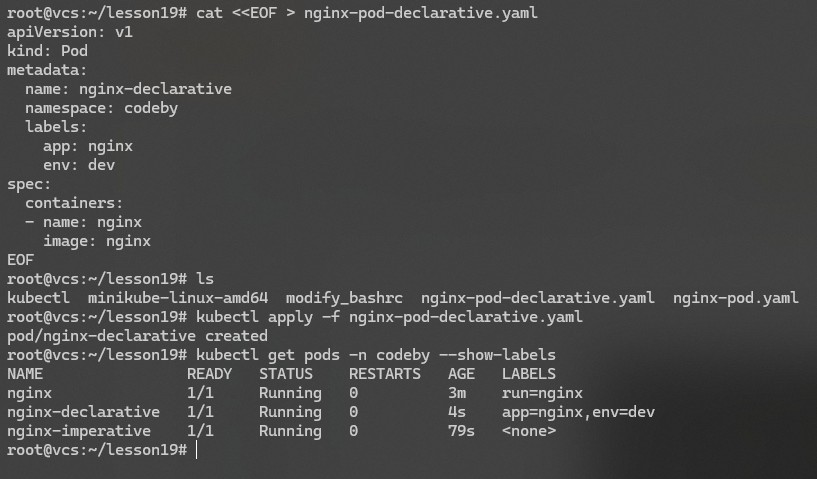 root@vcs:~/lesson19# cat <<EOF > nginx-pod-declarative.yaml
apiVersion: v1
kind: Pod
metadata:
  name: nginx-declarative
  namespace: codeby
  labels:
    app: nginx
    env: dev
spec:
  containers:
  - name: nginx
    image: nginx
EOF
root@vcs:~/lesson19# ls
kubectl  minikube-linux-amd64  modify_bashrc  nginx-pod-declarative.yaml  nginx-pod.yaml
root@vcs:~/lesson19# kubectl apply -f nginx-pod-declarative.yaml
pod/nginx-declarative created
root@vcs:~/lesson19# kubectl get pods -n codeby --show-labels
NAME                READY   STATUS    RESTARTS   AGE   LABELS
nginx               1/1     Running   0          3m    run=nginx
nginx-declarative   1/1     Running   0          4s    app=nginx,env=dev
nginx-imperative    1/1     Running   0          79s   <none>
root@vcs:~/lesson19#